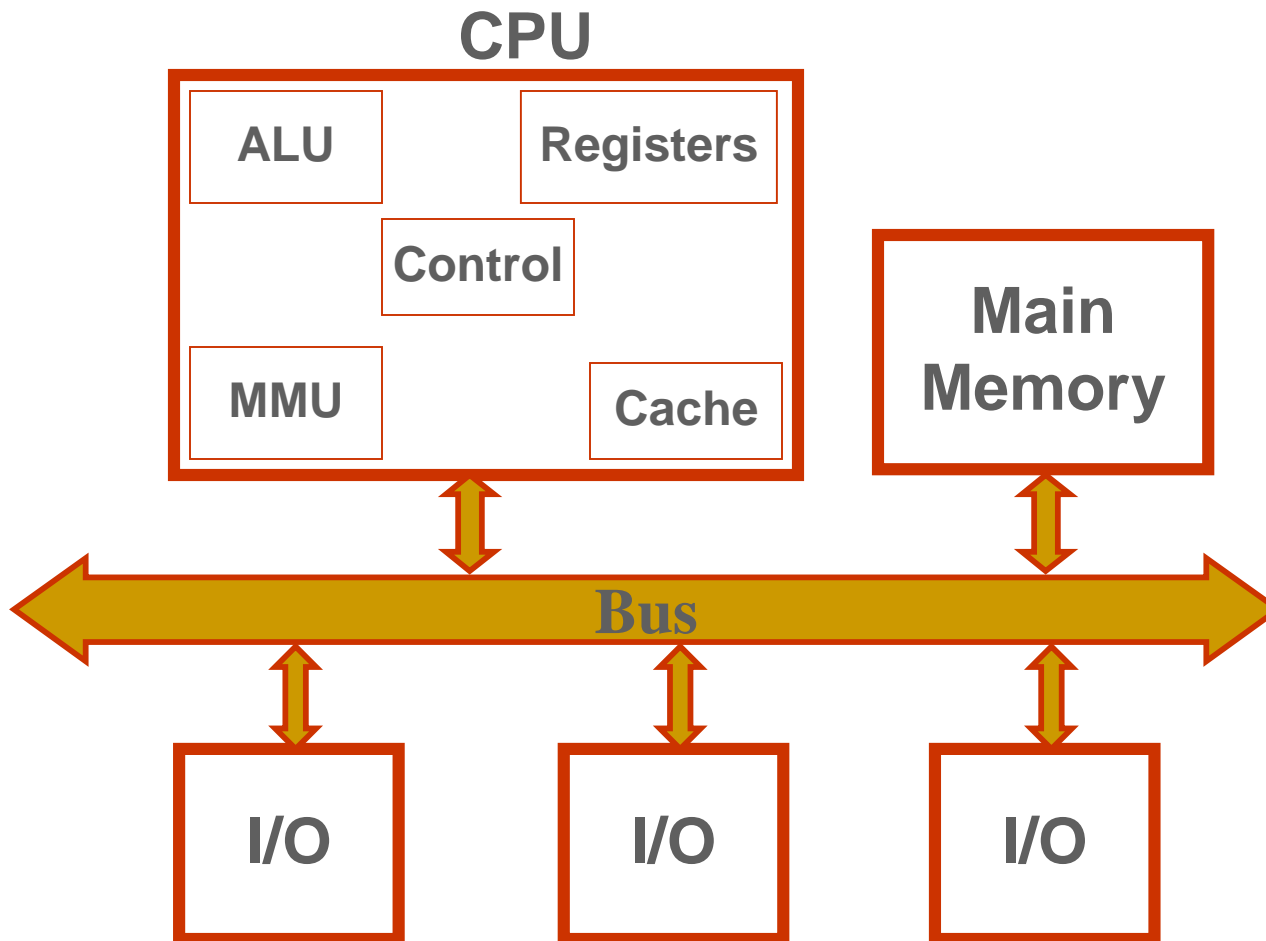 CPU
ALU
Registers
Control
MMU
Cache
Main
Memory
Bus
I/O
I/O
I/O